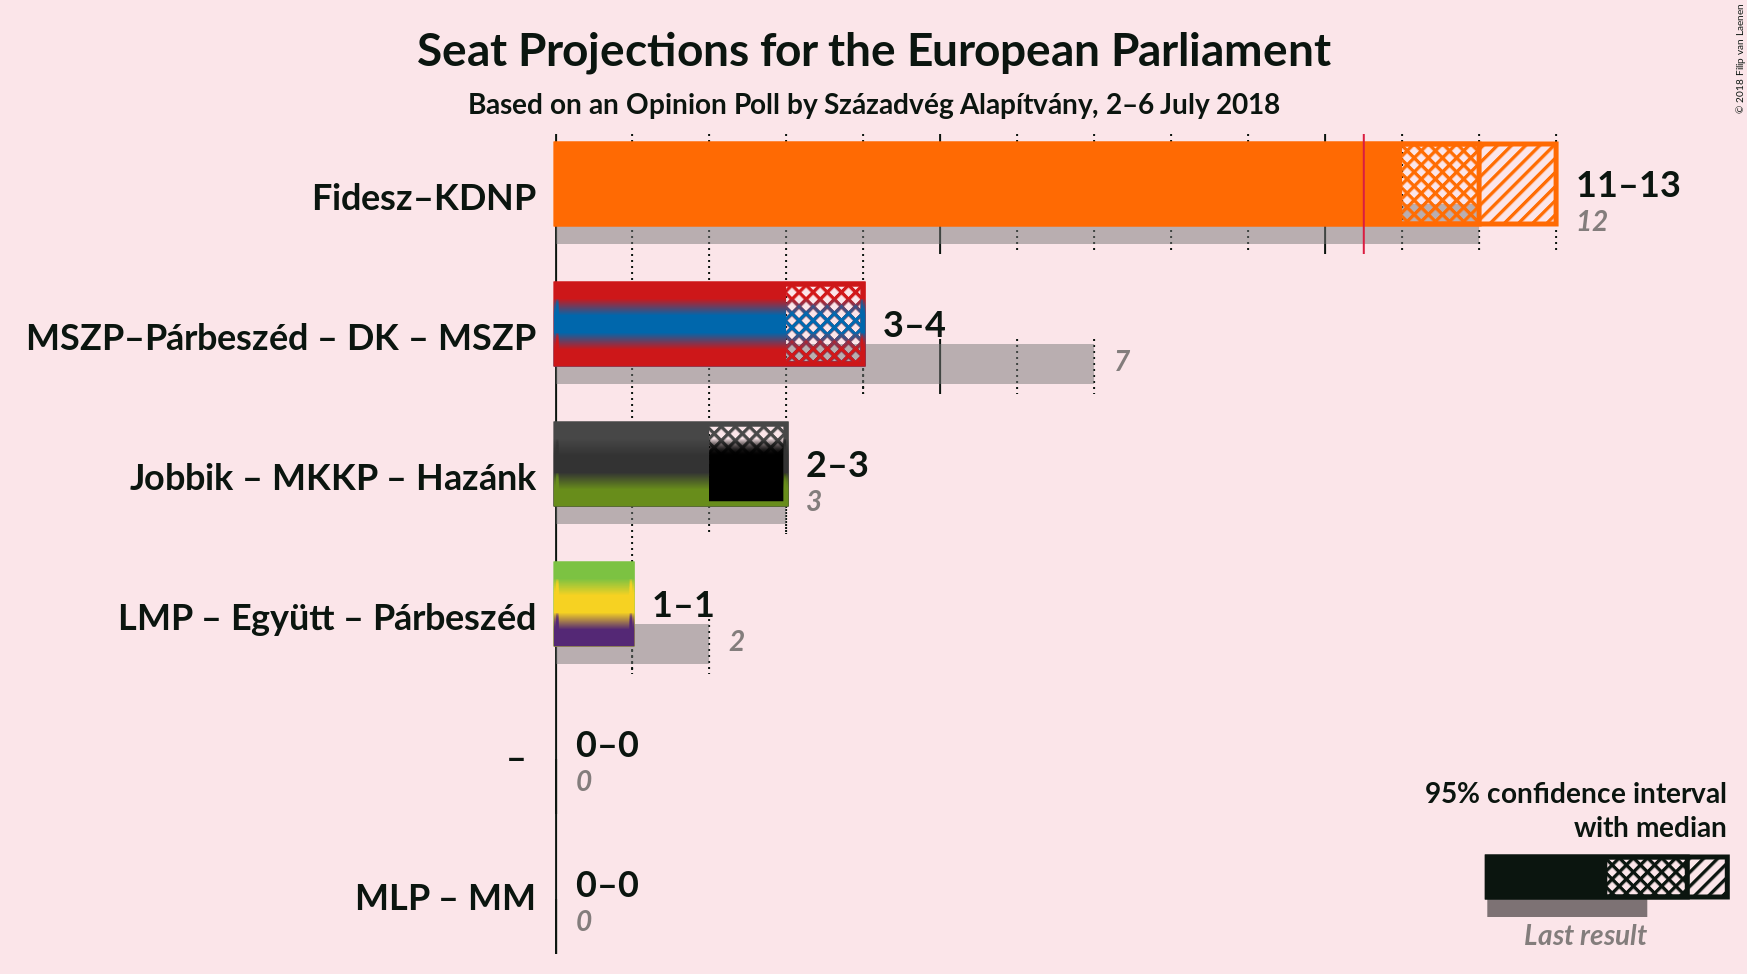 Seat Projections for the European Parliament
Based on an Opinion Poll by Századvég Alapítvány, 2–6 July 2018
© 2018 Filip van Laenen
Fidesz–KDNP
11–13
12
MSZP–Párbeszéd – DK – MSZP
3–4
7
Jobbik – MKKP – Hazánk
2–3
3
LMP – Együtt – Párbeszéd
1–1
2
–
0–0
0
MLP – MM
0–0
0
95% confidence interval
with median
Last result